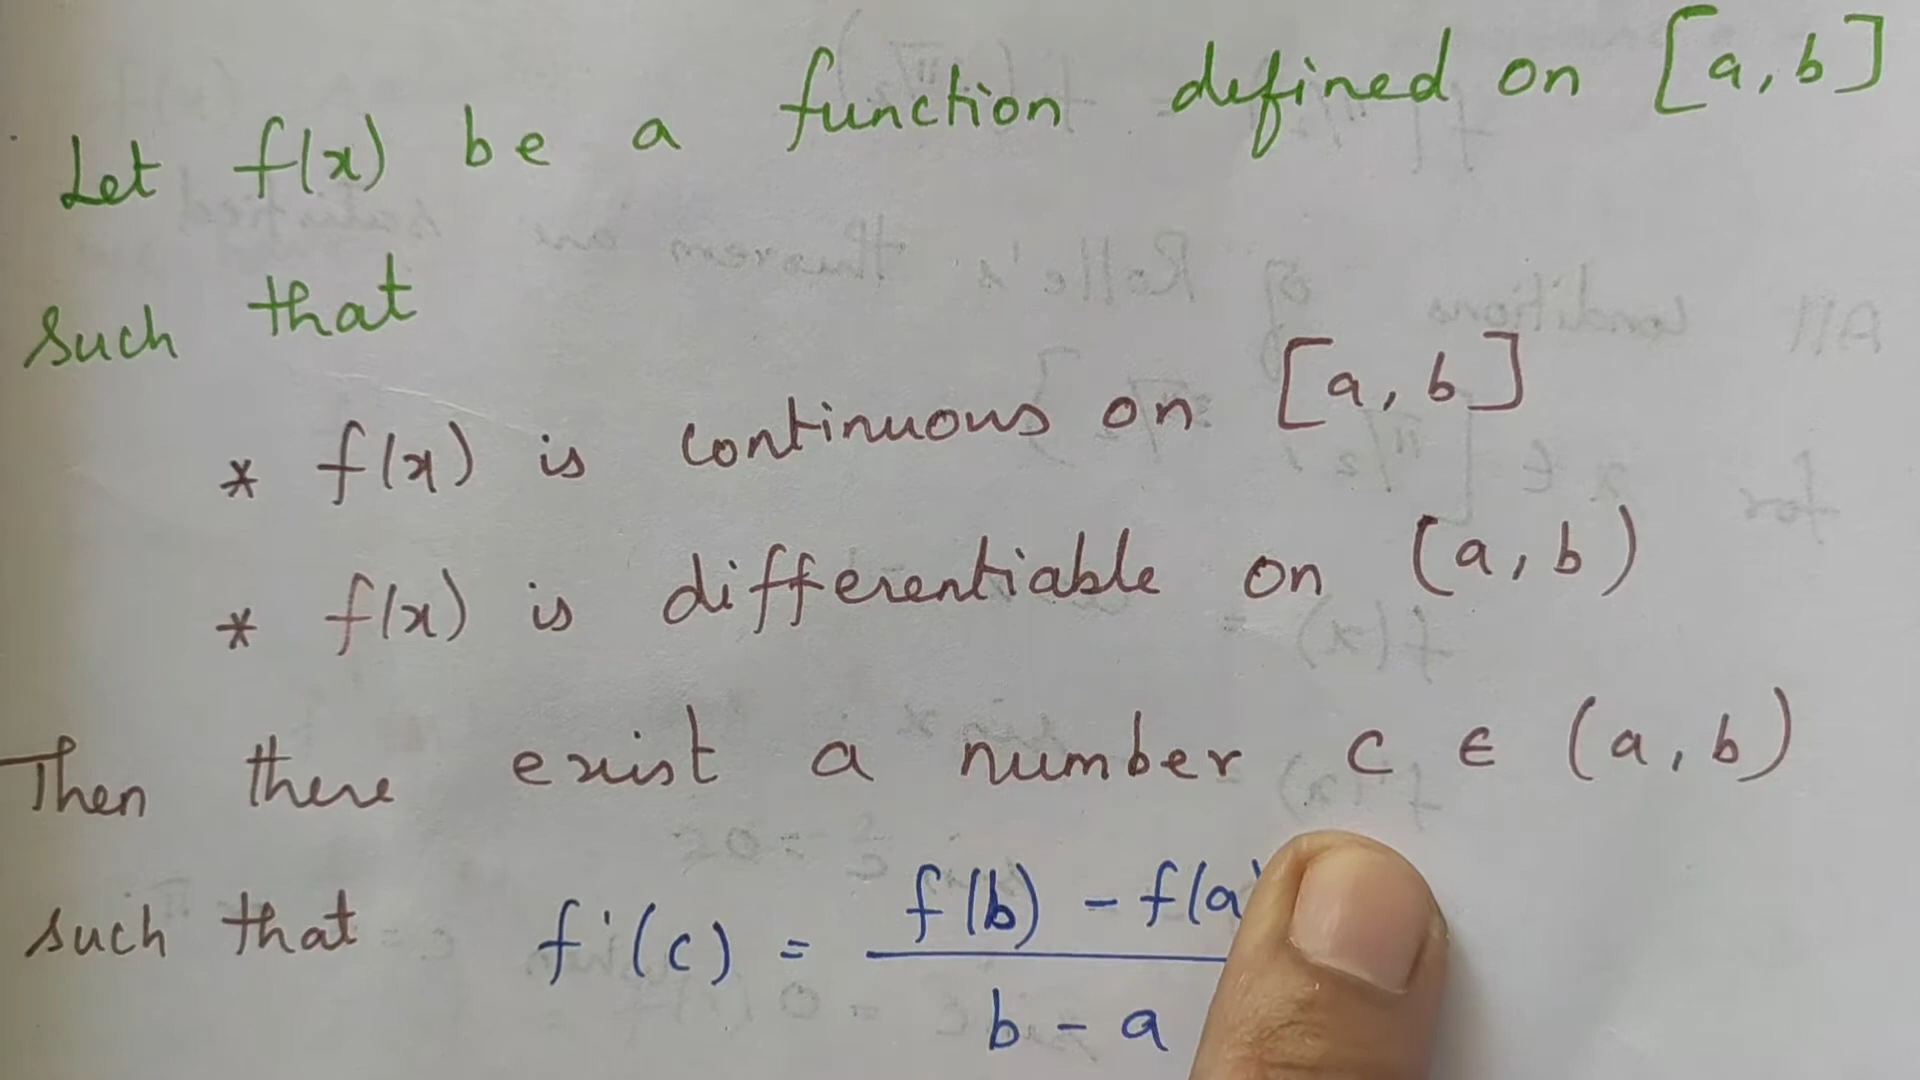 Let f(x) be a function defined on [a, b]
such that
* f(x) is continuous on [a, b]
* f(x) is differentiable on (a, b)
Then there exist a number c ∈ (a, b)
such that f'(c) = f(b) - f(a) / b - a